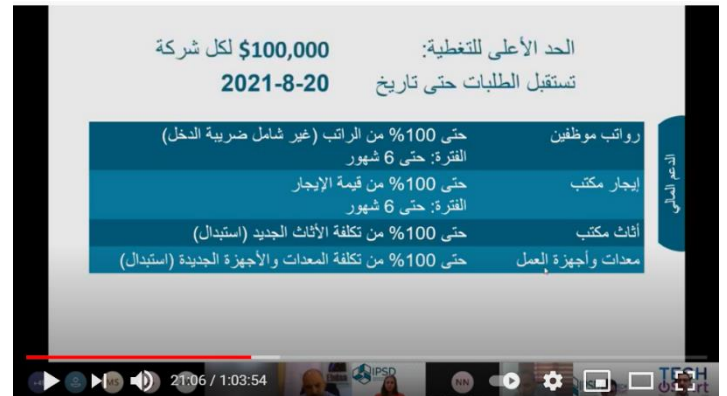 الحد الأعلى للتغطية: $100,000 لكل شركة
تستقبل الطلبات حتى تاريخ 2021-8-20
الدعم المالي
رواتب موظفين حتى 100% من الراتب (غير شامل ضريبة الدخل)
الفترة: حتى 6 شهور
إيجار مكتب حتى 100% من قيمة الإيجار
الفترة: حتى 6 شهور
أثاث مكتب حتى 100% من تكلفة الأثاث الجديد (استبدال)
معدات وأجهزة العمل حتى 100% من تكلفة المعدات والأجهزة الجديدة (استبدال)
IPSD
NN
TECH
21:06 / 1:03:54